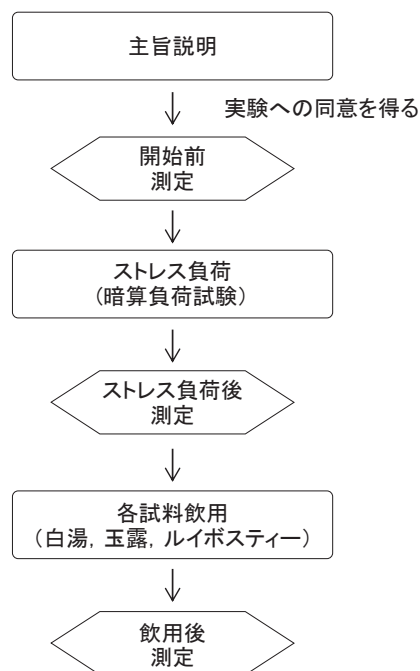 主旨説明
実験への同意を得る
開始前
測定
ストレス負荷
（暗算負荷試験）
ストレス負荷後
測定
各試料飲用
（白湯, 玉露, ルイボスティー）
飲用後
測定